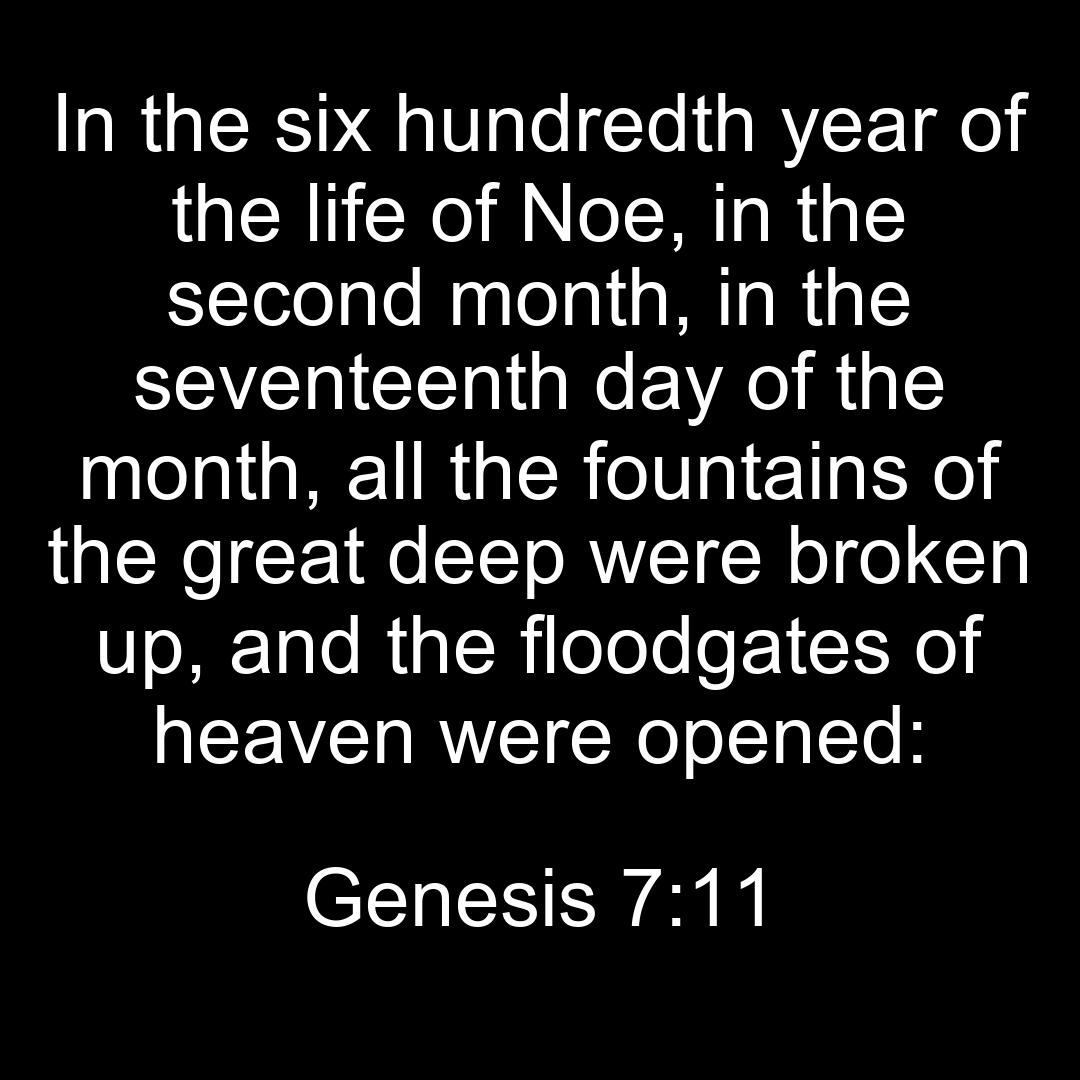 In the six hundredth year of
the life of Noe, in the
second month, in the
seventeenth day of the
month, all the fountains of
the great deep were broken
up, and the floodgates of
heaven were opened:
Genesis 7:11